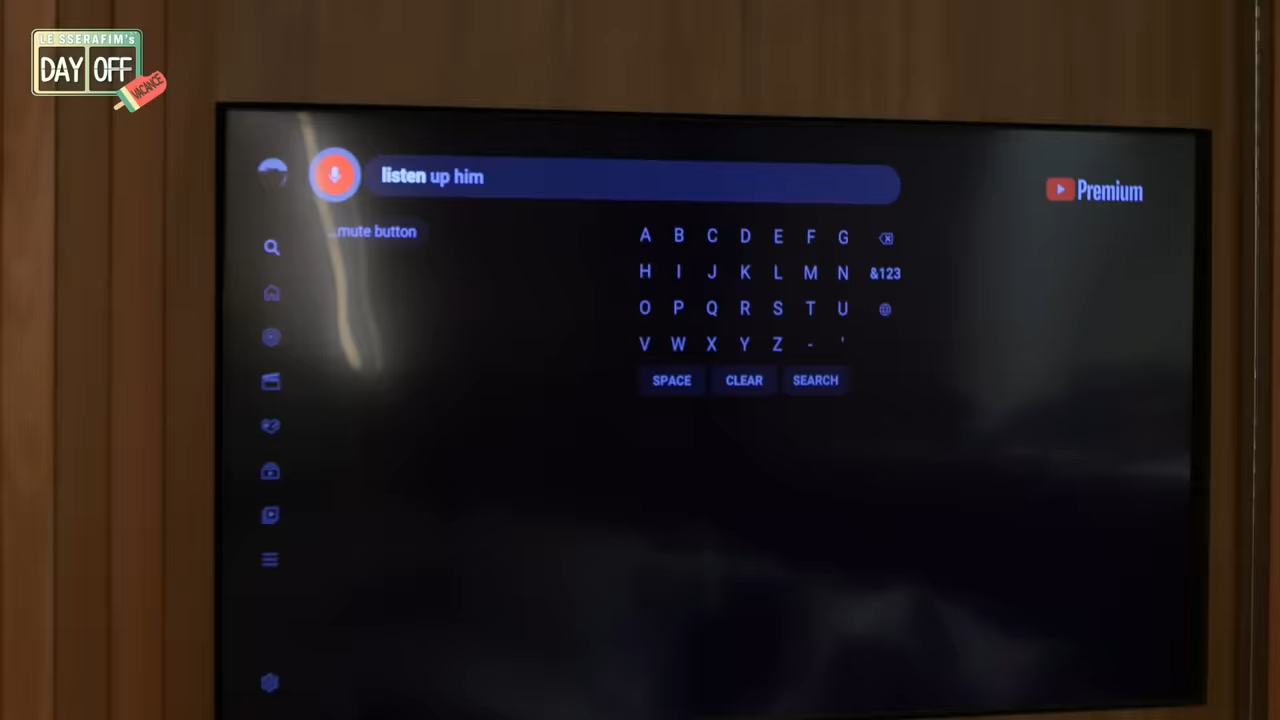 LE SSERAFIM's
DAY OFF
VACANCE
listen up him
Premium
...mute button
A B C D E F G
H I J K L M N &123
O P Q R S T U
V W X Y Z - '
SPACE CLEAR SEARCH